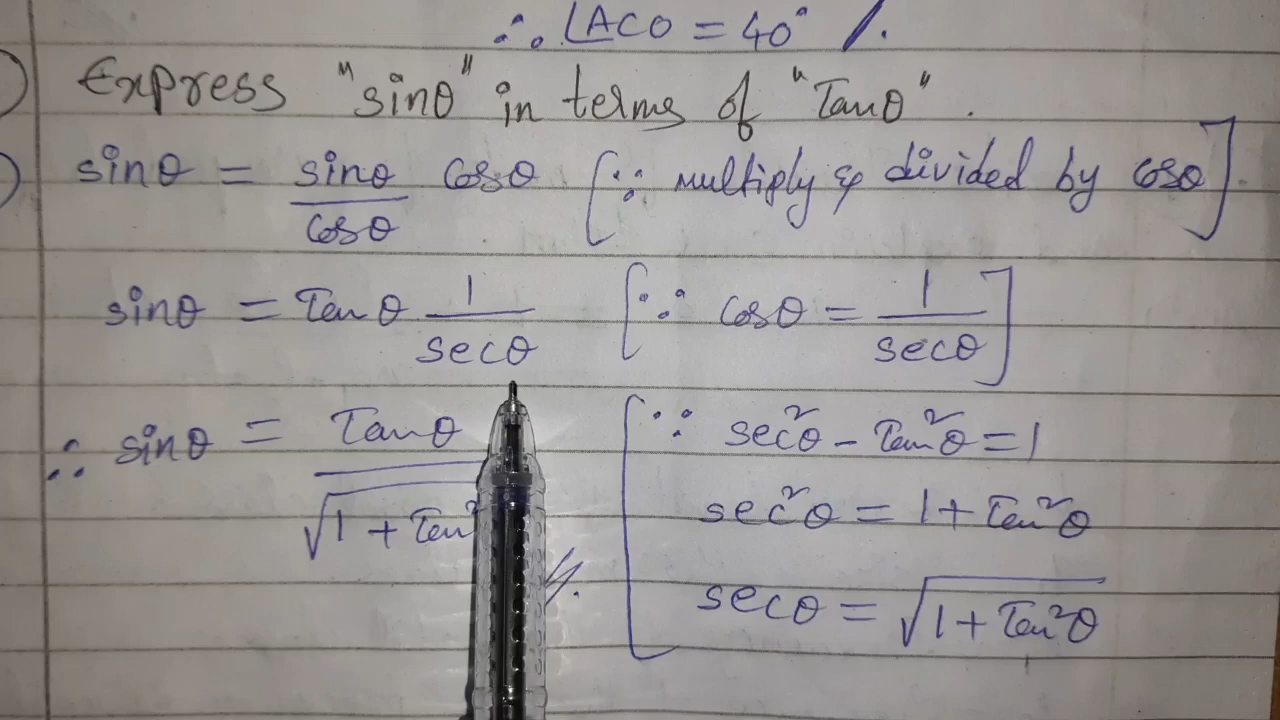 ∴ ∠ACO = 40° //.
Express "sinθ" in terms of "Tanθ".
sinθ = sinθ/cosθ cosθ [∵ multiply & divided by cosθ].
sinθ = Tanθ 1/secθ [∵ cosθ = 1/secθ]
∴ sinθ = Tanθ/√1 + Tan² //. [∵ sec²θ - Tan²θ = 1
sec²θ = 1 + Tan²θ
secθ = √1 + Tan²θ